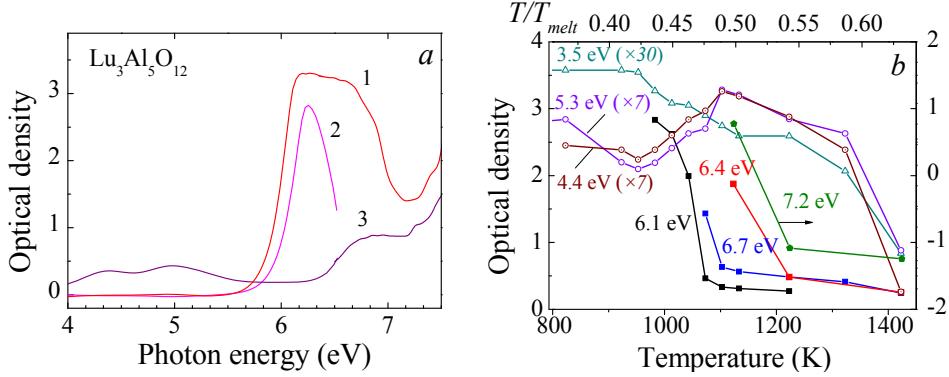 Lu3Al5O12
a
1
2
3
Optical density
0
1
2
3
4
5
6
7
Photon energy (eV)
T/Tmelt
0.40
0.45
0.50
0.55
0.60
b
3.5 eV (×30)
5.3 eV (×7)
4.4 eV (×7)
6.1 eV
6.7 eV
6.4
7.2 eV
Optical density
4
3
2
1
0
2
1
0
-1
-2
800
1000
1200
1400
Temperature (K)